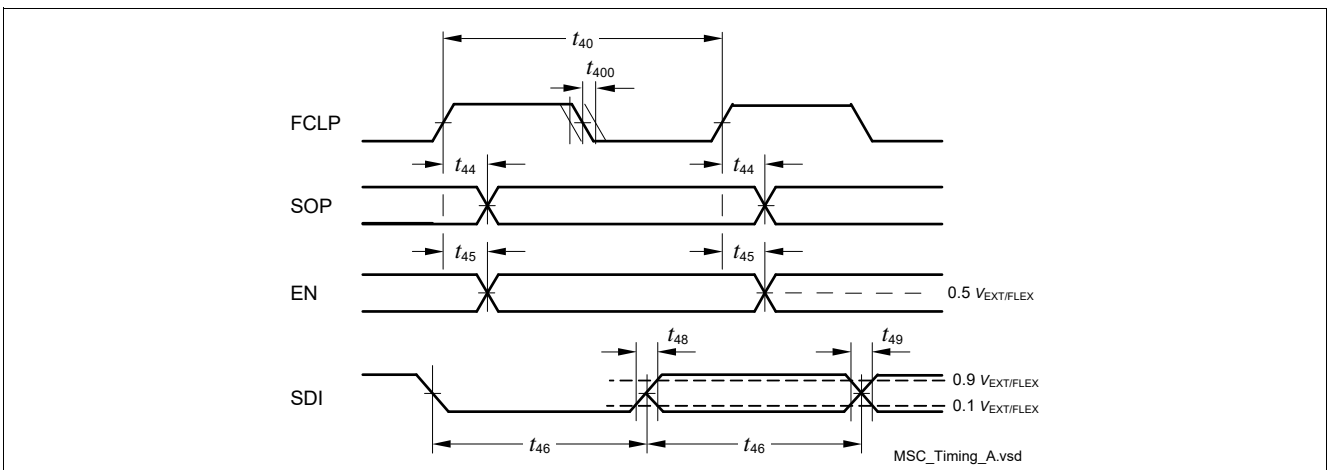 t40
t400
FCLP
t44 t44
SOP
t45 t45
EN
0.5 VEXT/FLEX
t48 t49
0.9 VEXT/FLEX
SDI
0.1 VEXT/FLEX
t46 t46
MSC_Timing_A.vsd